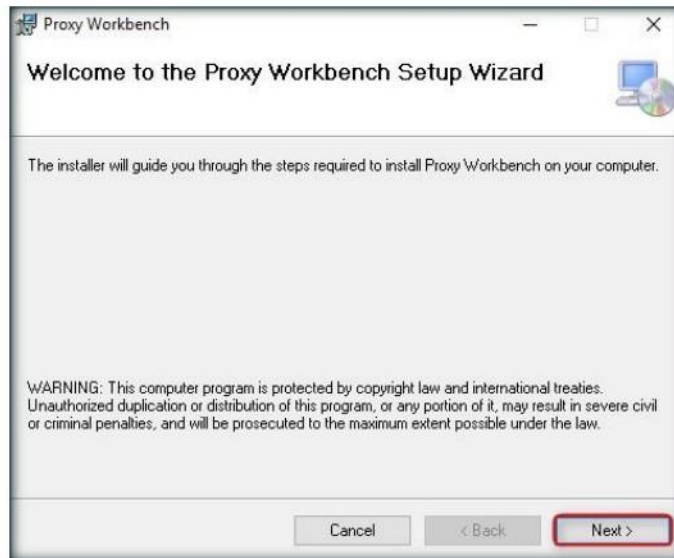 Proxy Workbench
Welcome to the Proxy Workbench Setup Wizard
The installer will guide you through the steps required to install Proxy Workbench on your computer.
WARNING: This computer program is protected by copyright law and international treaties.
Unauthorized duplication or distribution of this program, or any portion of it, may result in severe civil
or criminal penalties, and will be prosecuted to the maximum extent possible under the law.
Cancel
< Back
Next >